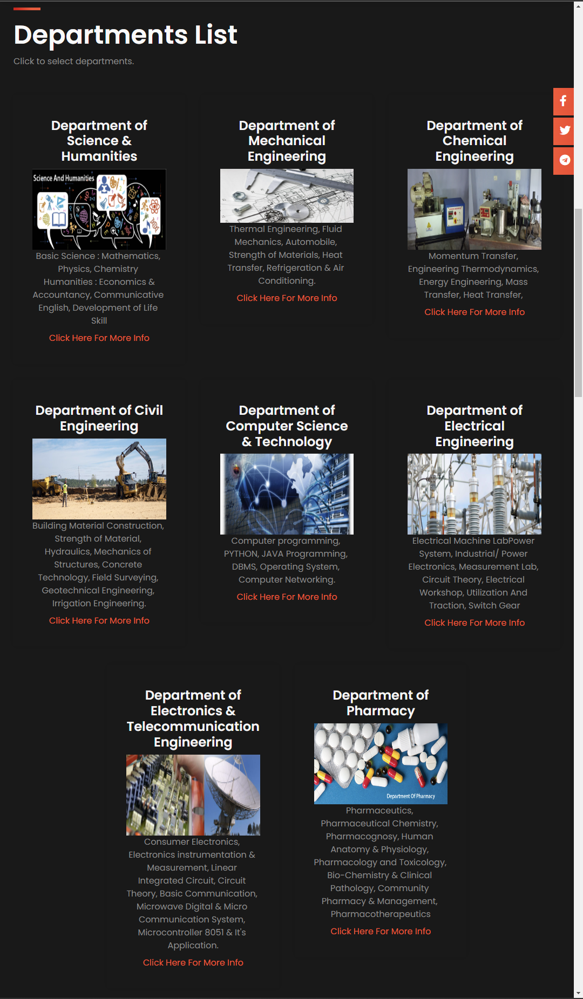 Departments List
Click to select departments.
Department of
Science &
Humanities
Science And Humanities
Basic Science : Mathematics,
Physics, Chemistry
Humanities : Economics &
Accountancy, Communicative
English, Development of Life
Skill
Click Here For More Info
Department of
Mechanical
Engineering
Thermal Engineering, Fluid
Mechanics, Automobile,
Strength of Materials, Heat
Transfer, Refrigeration & Air
Conditioning.
Click Here For More Info
Department of
Chemical
Engineering
Momentum Transfer,
Engineering Thermodynamics,
Energy Engineering, Mass
Transfer, Heat Transfer,
Click Here For More Info
Department of Civil
Engineering
Building Material Construction,
Strength of Material,
Hydraulics, Mechanics of
Structures, Concrete
Technology, Field Surveying,
Geotechnical Engineering,
Irrigation Engineering.
Click Here For More Info
Department of
Computer Science
& Technology
Computer programming,
PYTHON, JAVA Programming,
DBMS, Operating System,
Computer Networking.
Click Here For More Info
Department of
Electrical
Engineering
Electrical Machine LabPower
System, Industrial/ Power
Electronics, Measurement Lab,
Circuit Theory, Electrical
Workshop, Utilization And
Traction, Switch Gear
Click Here For More Info
Department of
Electronics &
Telecommunication
Engineering
Consumer Electronics,
Electronics instrumentation &
Measurement, Linear
Integrated Circuit, Circuit
Theory, Basic Communication,
Microwave Digital & Micro
Communication System,
Microcontroller 8051 & It's
Application.
Click Here For More Info
Department of
Pharmacy
Department Of Pharmacy
Pharmaceutics,
Pharmaceutical Chemistry,
Pharmacognosy, Human
Anatomy & Physiology,
Pharmacology and Toxicology,
Bio-Chemistry & Clinical
Pathology, Community
Pharmacy & Management,
Pharmacotherapeutics
Click Here For More Info